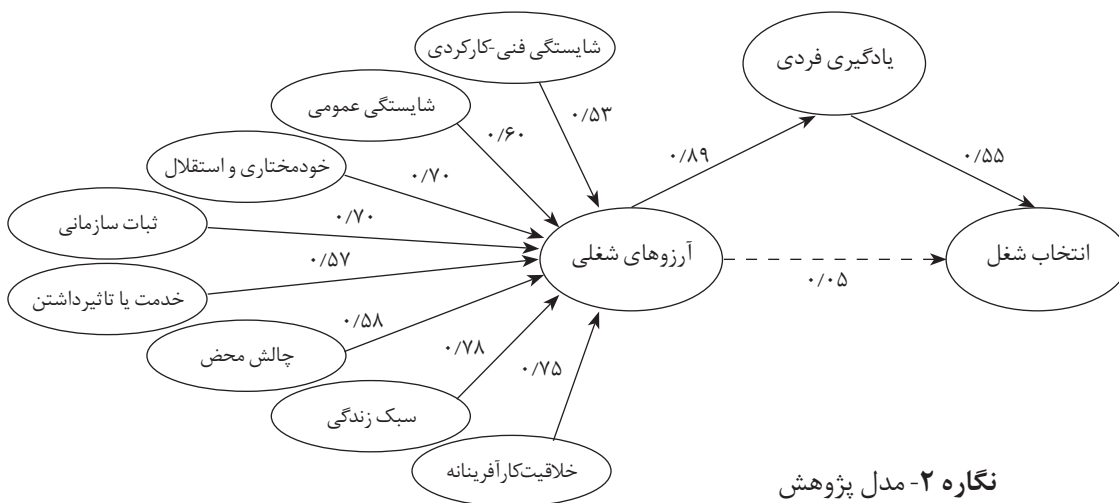 شایستگی فنی-کارکردی
یادگیری فردی
شایستگی عمومی
۰/۵۳
۰/۶۰
۰/۸۹
۰/۵۵
خودمختاری و استقلال
۰/۷۰
ثبات سازمانی
۰/۷۰
آرزوهای شغلی
انتخاب شغل
۰/۵۷
۰/۰۵
خدمت یا تاثیرداشتن
۰/۵۸
چالش محض
۰/۷۸
۰/۷۵
سبک زندگی
خلاقیت‌کارآفرینانه
نگاره ۲- مدل پژوهش